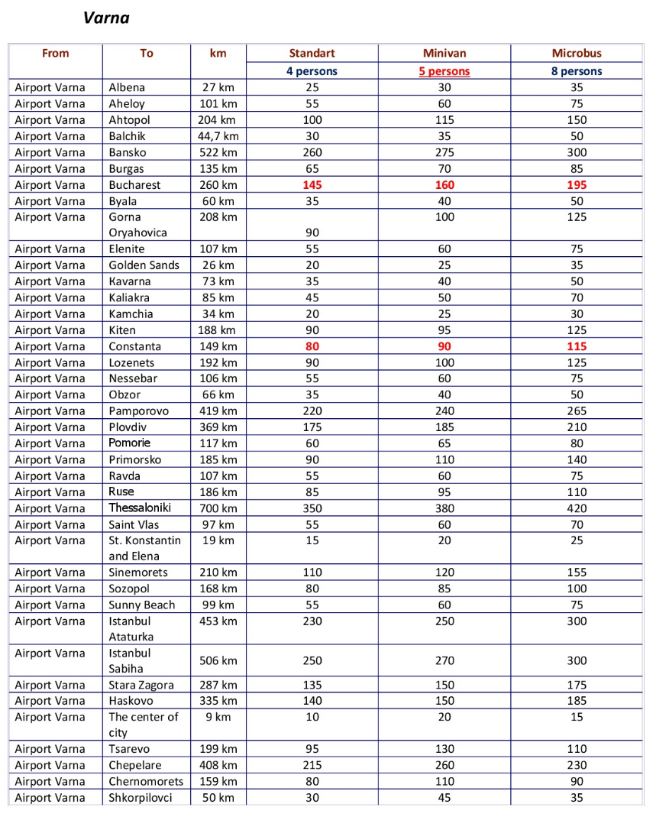 Varna
From To km Standart Minivan Microbus
4 persons 5 persons 8 persons
Airport Varna Albena 27 km 25 30 35
Airport Varna Aheloy 101 km 55 60 75
Airport Varna Ahtopol 204 km 100 115 150
Airport Varna Balchik 44,7 km 30 35 50
Airport Varna Bansko 522 km 260 275 300
Airport Varna Burgas 135 km 65 70 85
Airport Varna Bucharest 260 km 145 160 195
Airport Varna Byala 60 km 35 40 50
Airport Varna Gorna 208 km 100 125
Oryahovica 90
Airport Varna Elenite 107 km 55 60 75
Airport Varna Golden Sands 26 km 20 25 35
Airport Varna Kavarna 73 km 35 40 50
Airport Varna Kaliakra 85 km 45 50 70
Airport Varna Kamchia 34 km 20 25 30
Airport Varna Kiten 188 km 90 95 125
Airport Varna Constanta 149 km 80 90 115
Airport Varna Lozenets 192 km 90 100 125
Airport Varna Nessebar 106 km 55 60 75
Airport Varna Obzor 66 km 35 40 50
Airport Varna Pamporovo 419 km 220 240 265
Airport Varna Plovdiv 369 km 175 185 210
Airport Varna Pomorie 117 km 60 65 80
Airport Varna Primorsko 185 km 90 110 140
Airport Varna Ravda 107 km 55 60 75
Airport Varna Ruse 186 km 85 95 110
Airport Varna Thessaloniki 700 km 350 380 420
Airport Varna Saint Vlas 97 km 55 60 70
Airport Varna St. Konstantin 19 km 15 20 25
and Elena
Airport Varna Sinemorets 210 km 110 120 155
Airport Varna Sozopol 168 km 80 85 100
Airport Varna Sunny Beach 99 km 55 60 75
Airport Varna Istanbul 453 km 230 250 300
Ataturka
Airport Varna Istanbul
Sabiha 506 km 250 270 300
Airport Varna Stara Zagora 287 km 135 150 175
Airport Varna Haskovo 335 km 140 150 185
Airport Varna The center of 9 km 10 20 15
city
Airport Varna Tsarevo 199 km 95 130 110
Airport Varna Chepelare 408 km 215 260 230
Airport Varna Chernomorets 159 km 80 110 90
Airport Varna Shkorpilovci 50 km 30 45 35